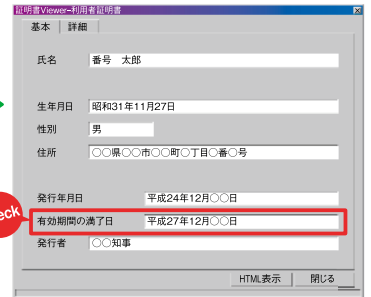 証明書Viewer-利用者証明書
基本 詳細
氏名 番号 太郎
生年月日 昭和31年11月27日
性別 男
住所 ○○県○○市○○町○丁目○番○号
発行年月日 平成24年12月○○日
eck
有効期間の満了日 平成27年12月○○日
発行者 ○○知事
HTML表示 閉じる